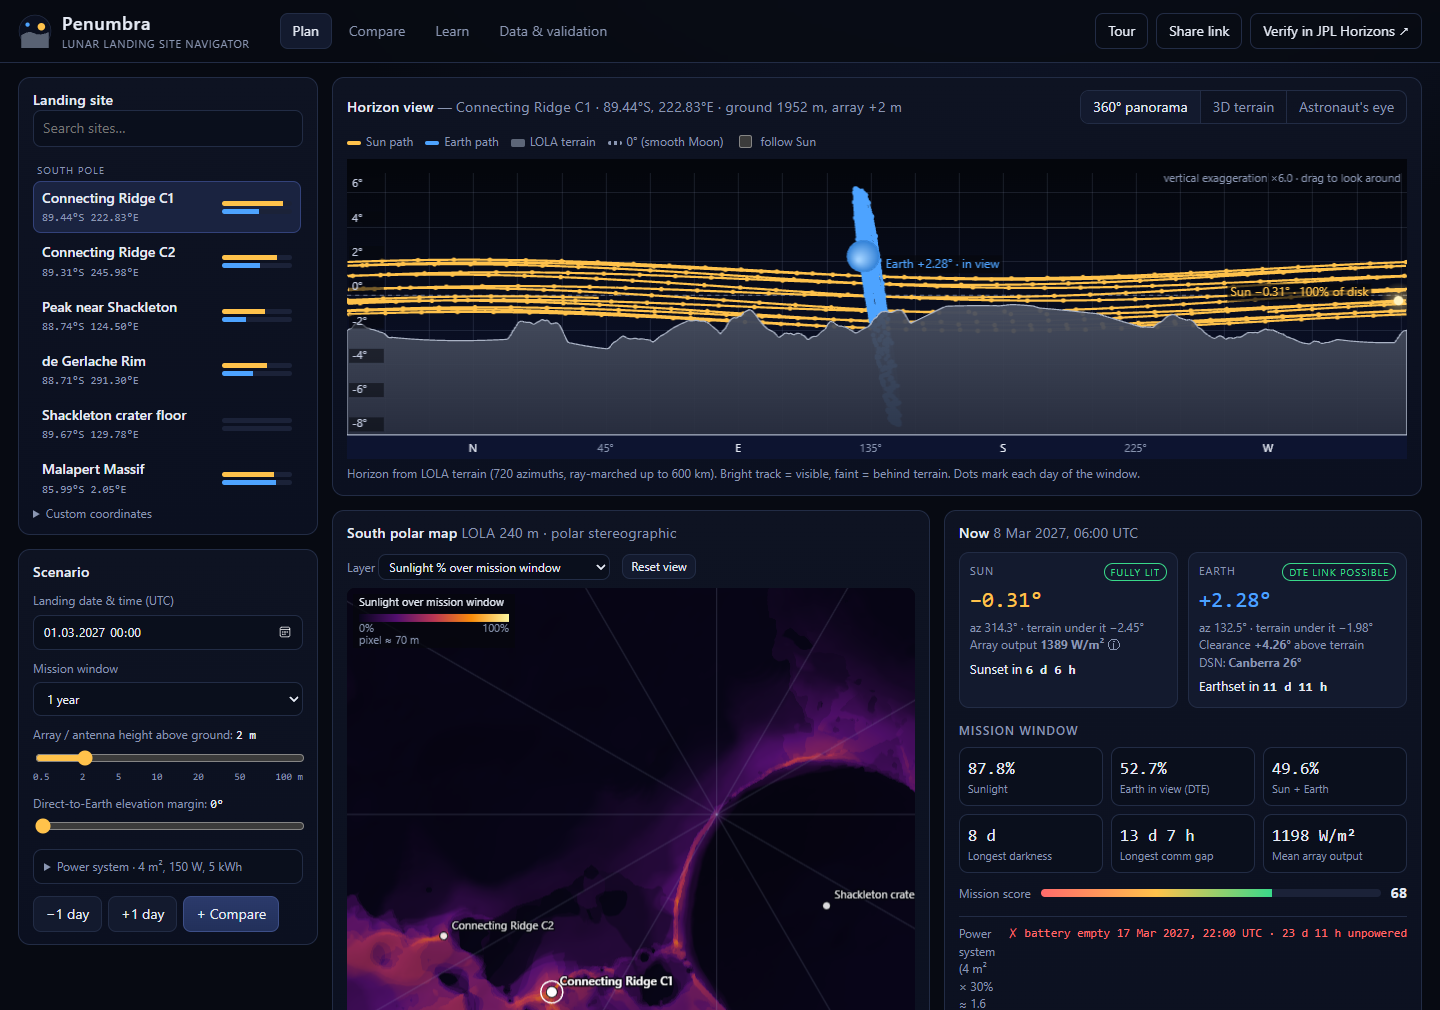 Penumbra
LUNAR LANDING SITE NAVIGATOR
Plan
Compare
Learn
Data & validation
Tour
Share link
Verify in JPL Horizons ↗
Landing site
Search sites...
SOUTH POLE
Connecting Ridge C1
89.44°S 222.83°E
Connecting Ridge C2
89.31°S 245.98°E
Peak near Shackleton
88.74°S 124.50°E
de Gerlache Rim
88.71°S 291.30°E
Shackleton crater floor
89.67°S 129.78°E
Malapert Massif
85.99°S 2.05°E
▶ Custom coordinates
Scenario
Landing date & time (UTC)
01.03.2027 00:00
Mission window
1 year
Array / antenna height above ground: 2 m
0.5 2 5 10 20 50 100 m
Direct-to-Earth elevation margin: 0°
▶ Power system · 4 m², 150 W, 5 kWh
−1 day
+1 day
+ Compare
Horizon view — Connecting Ridge C1 · 89.44°S, 222.83°E · ground 1952 m, array +2 m
360° panorama
3D terrain
Astronaut's eye
Sun path
Earth path
LOLA terrain
0° (smooth Moon)
follow Sun
vertical exaggeration ×6.0 · drag to look around
6°
4°
2°
0°
-2°
-4°
-6°
-8°
Earth +2.28° · in view
Sun −0.31° · 100% of disk
N 45° E 135° S 225° W
Horizon from LOLA terrain (720 azimuths, ray-marched up to 600 km). Bright track = visible, faint = behind terrain. Dots mark each day of the window.
South polar map LOLA 240 m · polar stereographic
Layer
Sunlight % over mission window
Reset view
Sunlight over mission window
0% 100%
pixel ≈ 70 m
Shackleton crate
Connecting Ridge C2
Connecting Ridge C1
Now 8 Mar 2027, 06:00 UTC
SUN
FULLY LIT
−0.31°
az 314.3° · terrain under it −2.45°
Array output 1389 W/m² ⓘ
Sunset in 6 d 6 h
EARTH
DTE LINK POSSIBLE
+2.28°
az 132.5° · terrain under it −1.98°
Clearance +4.26° above terrain
DSN: Canberra 26°
Earthset in 11 d 11 h
MISSION WINDOW
87.8%
Sunlight
52.7%
Earth in view (DTE)
49.6%
Sun + Earth
8 d
Longest darkness
13 d 7 h
Longest comm gap
1198 W/m²
Mean array output
Mission score
68
Power
system
(4 m²
× 30%
≈ 1.6
✗ battery empty 17 Mar 2027, 22:00 UTC · 23 d 11 h unpowered